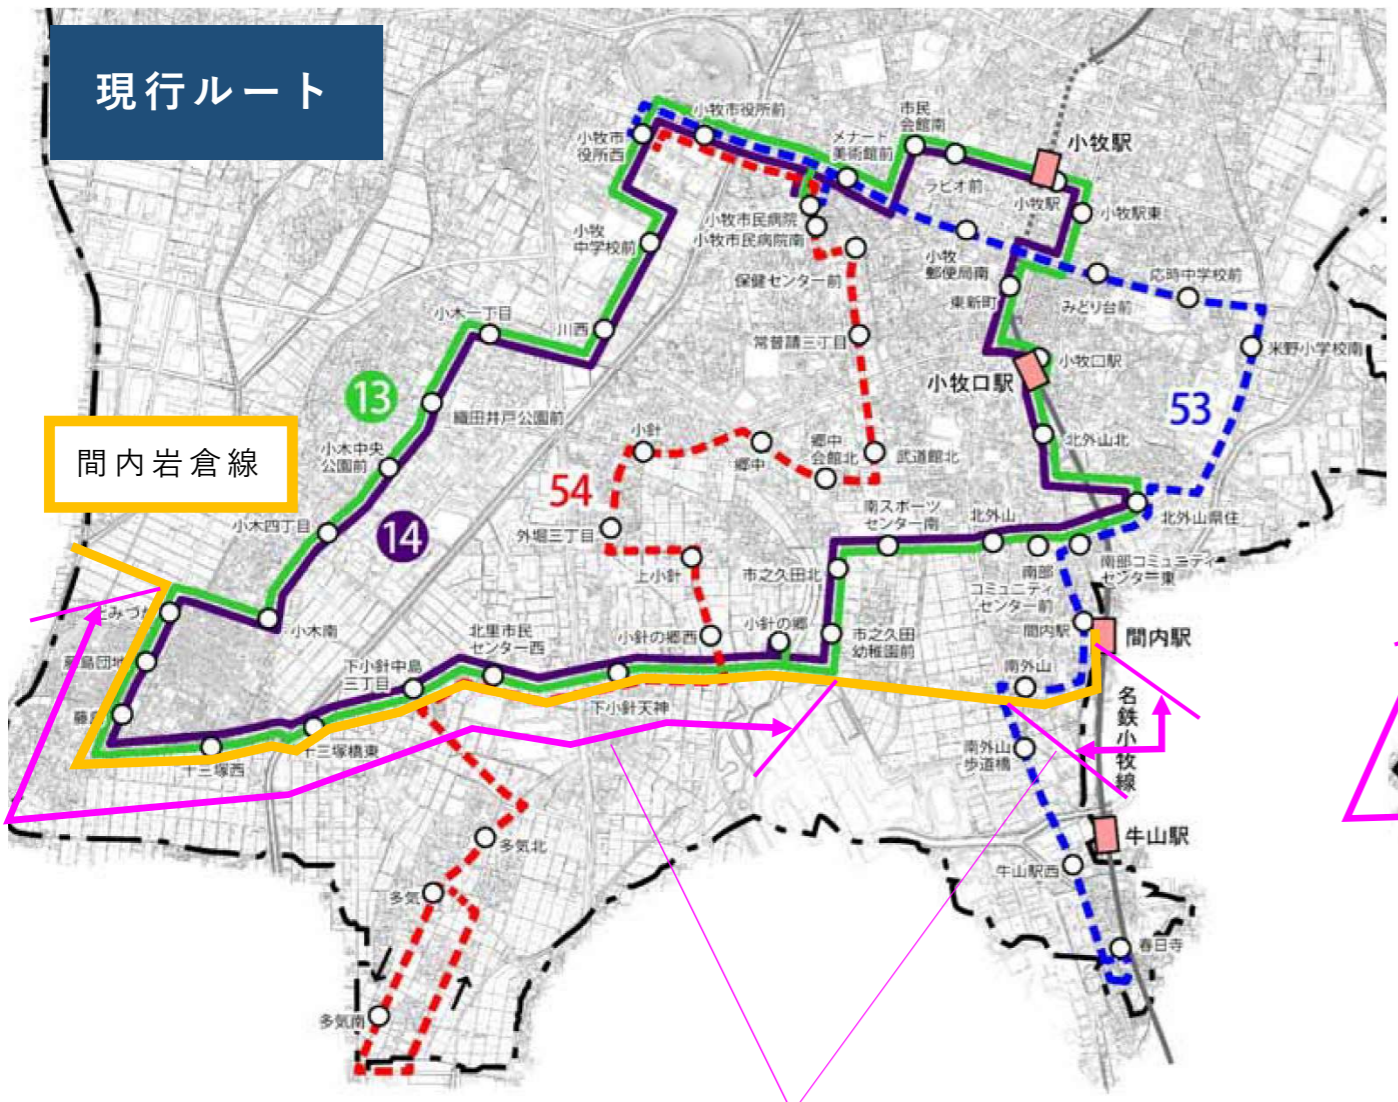 現行ルート
小牧市役所前
小牧市
役所西
メナード
美術館前
市民
会館南
小牧駅
ラピオ前
小牧駅
小牧駅東
小牧
中学校前
小牧市民病院
小牧市民病院南
保健センター前
小牧
郵便局南
東新町
みどり台前
応時中学校前
小木一丁目
川西
常普請三丁目
小牧口駅
小牧口駅
米野小学校南
13
織田井戸公園前
53
間内岩倉線
小木中央
公園前
小針
郷中
郷中
会館北
武道館北
北外山北
54
14
小木四丁目
外堀三丁目
南スポーツ
センター南
北外山
北外山県住
上小針
市之久田北
南部
コミュニティ
センター前
南部コミュニティ
センター東
小木南
北里市民
センター西
小針の郷西
小針の郷
市之久田
幼稚園前
間内駅
間内駅
下小針中島
三丁目
南外山
下小針天神
十三塚橋東
十三塚西
南外山
歩道橋
名鉄小牧線
多気北
牛山駅
牛山駅西
多気
春日寺
多気南